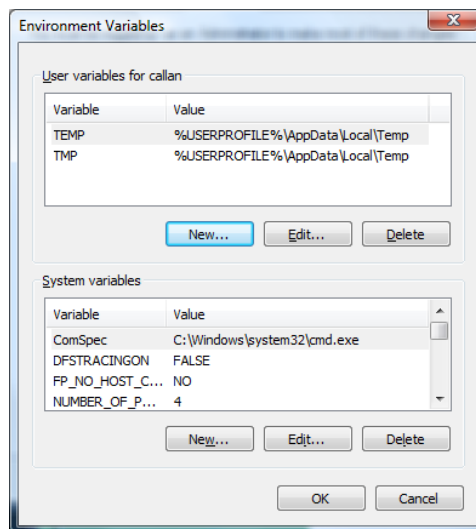 Environment Variables
User variables for callan
Variable Value
TEMP %USERPROFILE%\AppData\Local\Temp
TMP %USERPROFILE%\AppData\Local\Temp
New... Edit... Delete
System variables
Variable Value
ComSpec C:\Windows\system32\cmd.exe
DFSTRACINGON FALSE
FP_NO_HOST_C... NO
NUMBER_OF_P... 4
New... Edit... Delete
OK Cancel